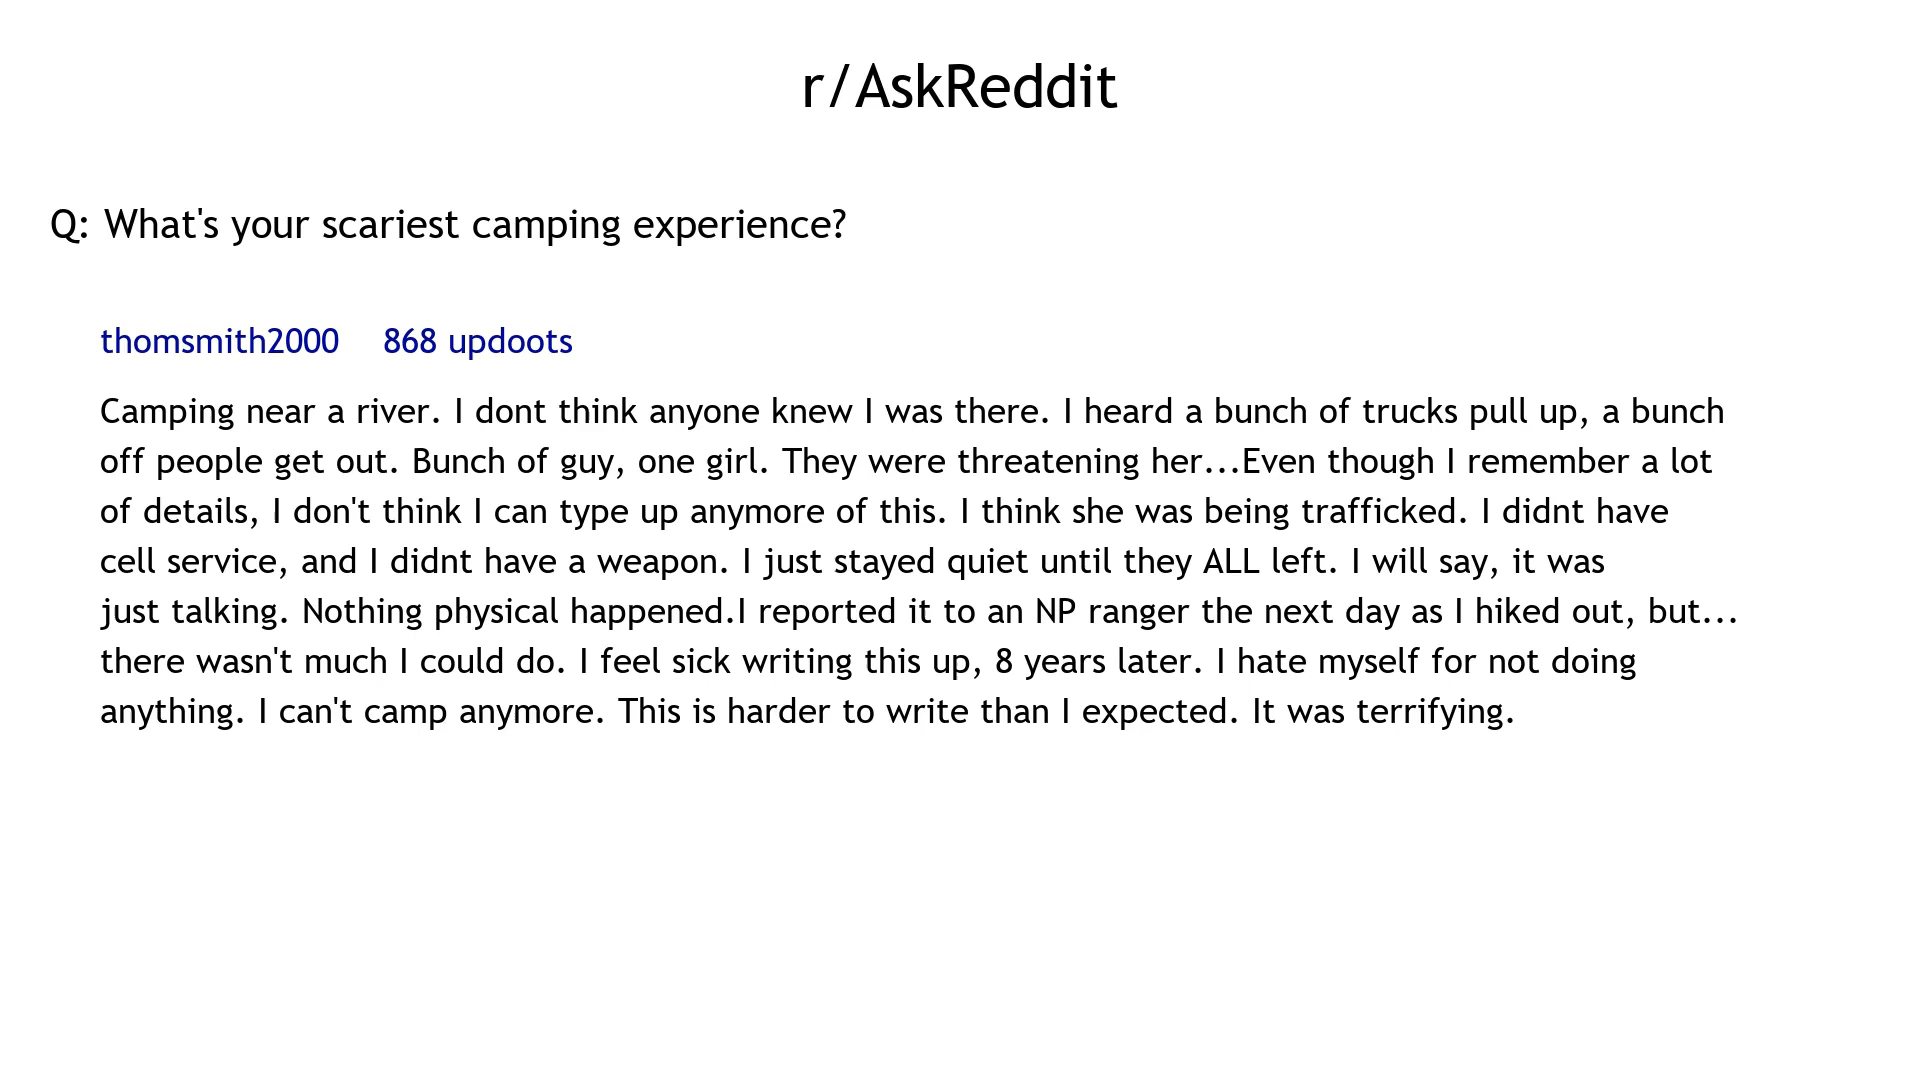 r/AskReddit
Q: What's your scariest camping experience?
thomsmith2000 868 updoots
Camping near a river. I dont think anyone knew I was there. I heard a bunch of trucks pull up, a bunch
off people get out. Bunch of guy, one girl. They were threatening her...Even though I remember a lot
of details, I don't think I can type up anymore of this. I think she was being trafficked. I didnt have
cell service, and I didnt have a weapon. I just stayed quiet until they ALL left. I will say, it was
just talking. Nothing physical happened.I reported it to an NP ranger the next day as I hiked out, but...
there wasn't much I could do. I feel sick writing this up, 8 years later. I hate myself for not doing
anything. I can't camp anymore. This is harder to write than I expected. It was terrifying.